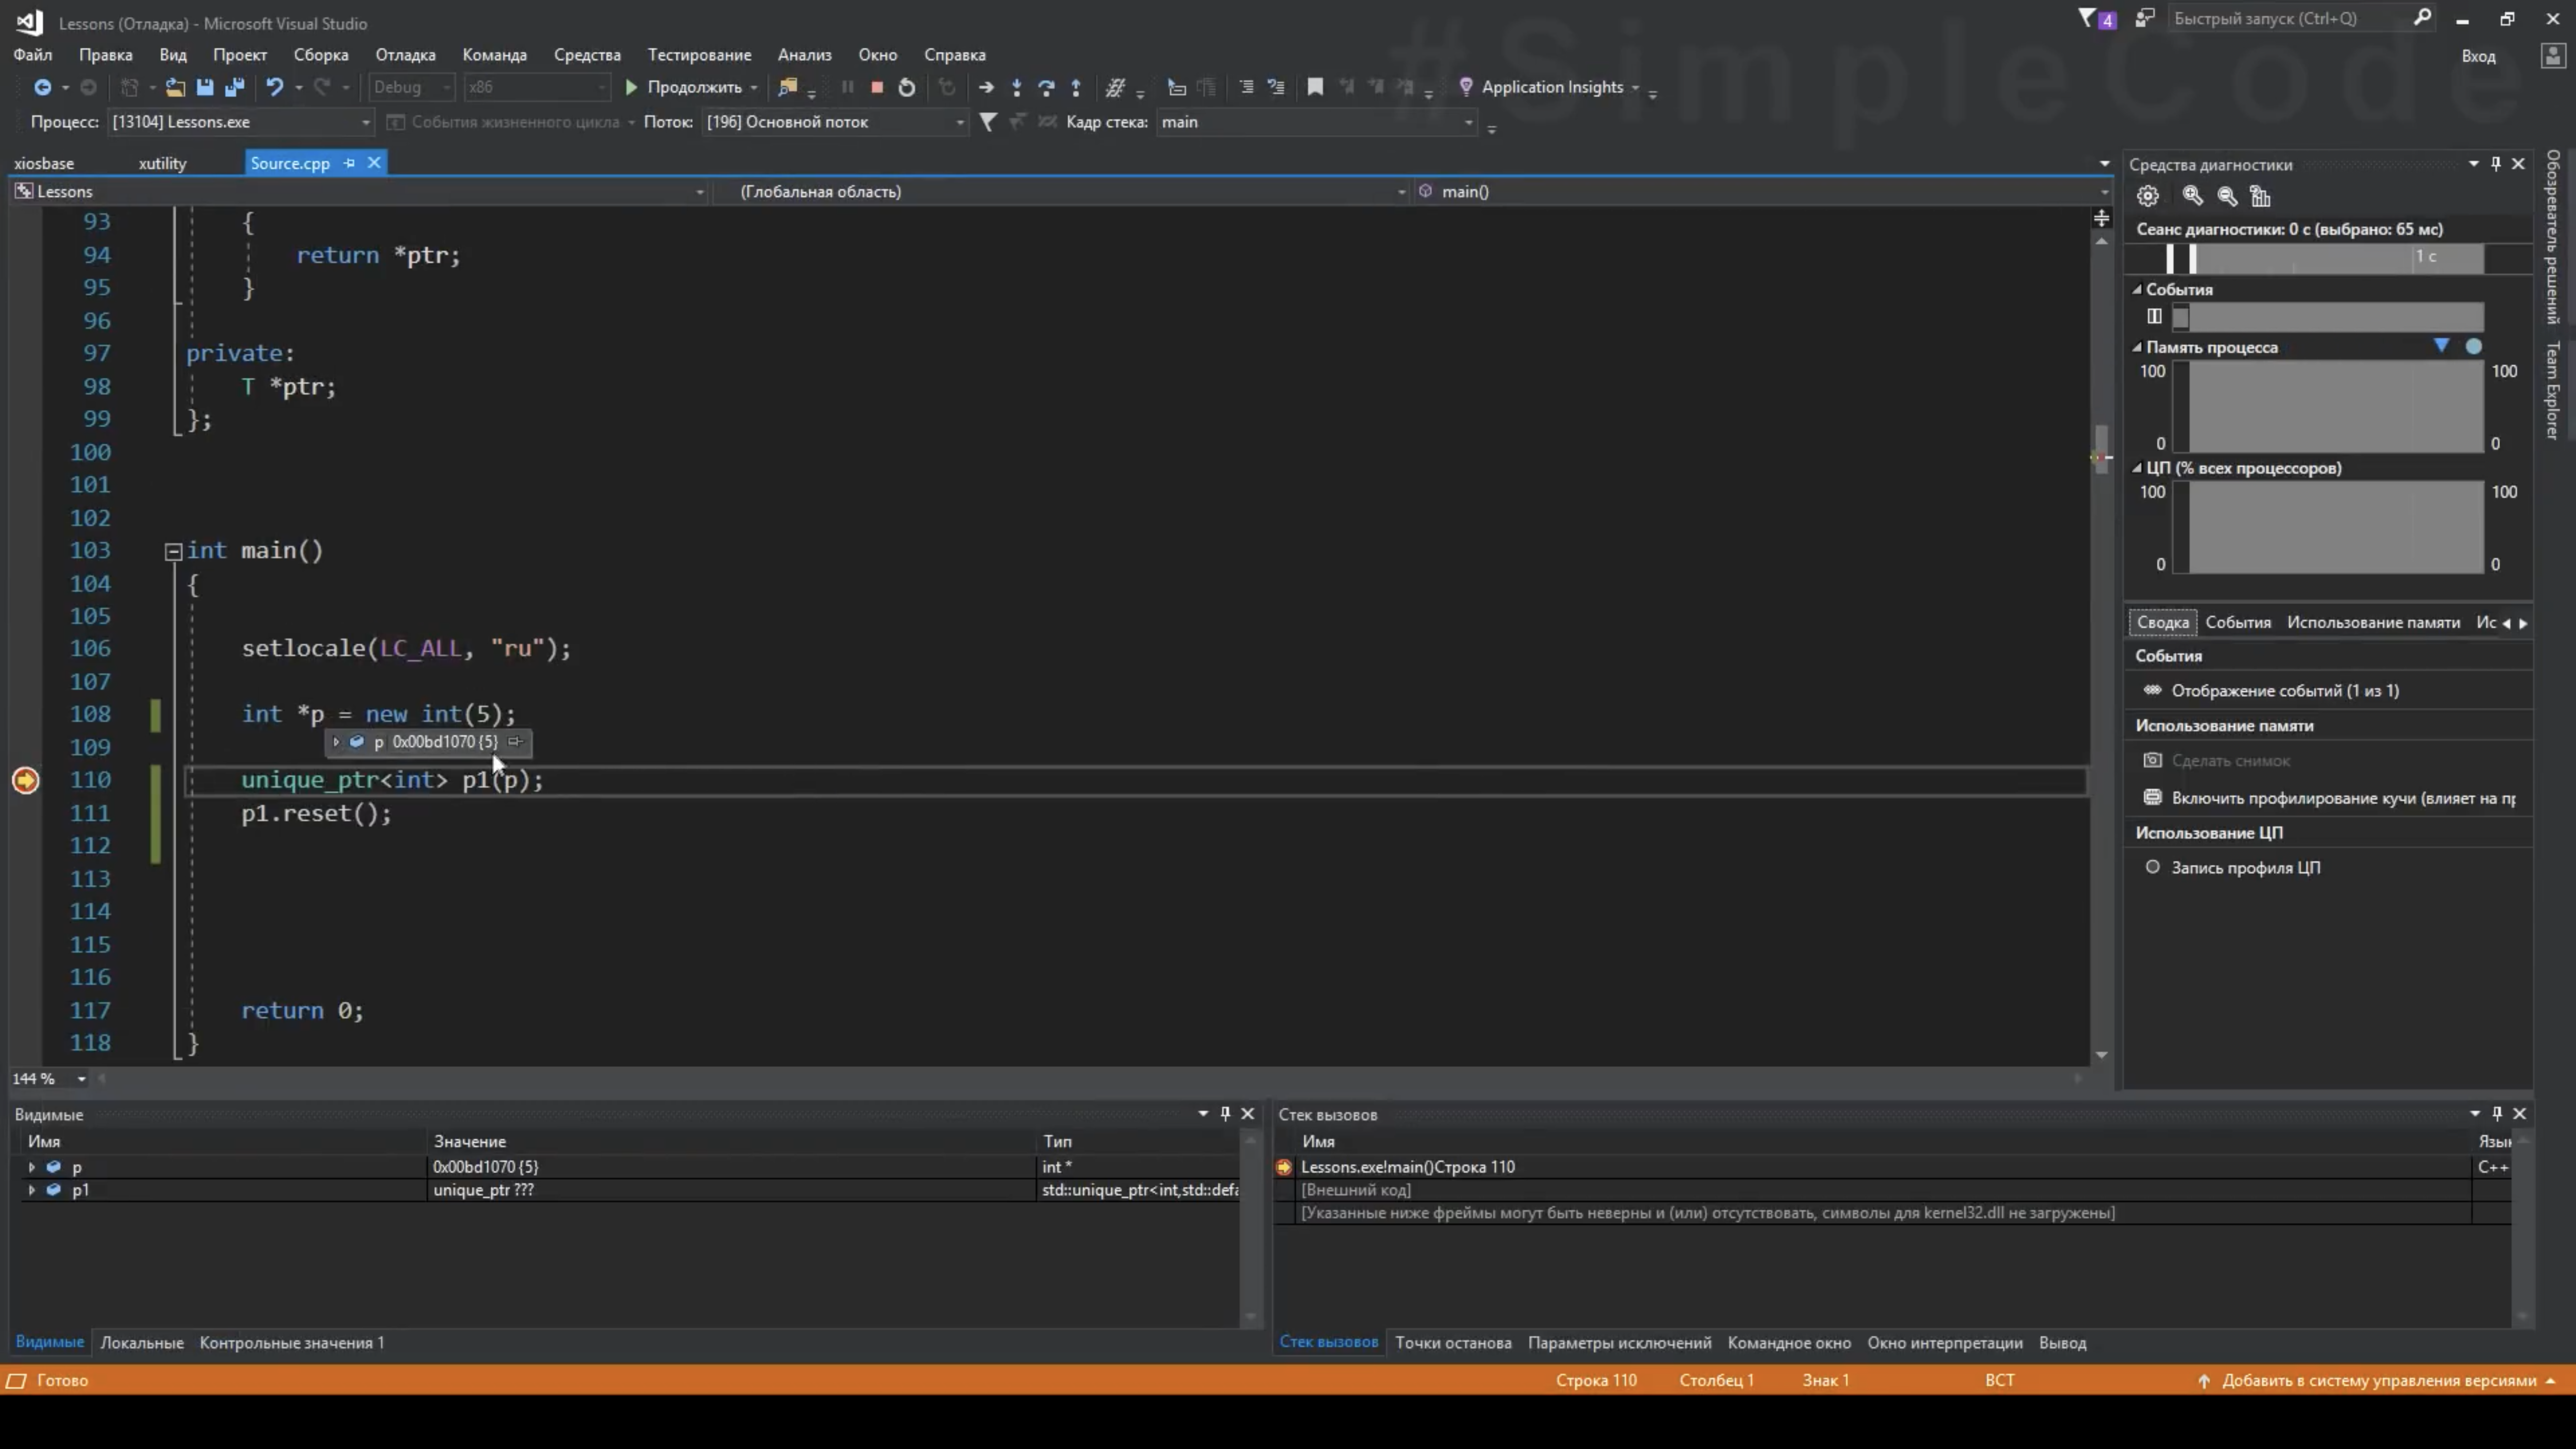 Lessons (Отладка) - Microsoft Visual Studio
4
Быстрый запуск (Ctrl+Q)
#SimpleCode
Файл Правка Вид Проект Сборка Отладка Команда Средства Тестирование Анализ Окно Справка
Вход
Debug x86 Продолжить Application Insights
Процесс: [13104] Lessons.exe События жизненного цикла Поток: [196] Основной поток Кадр стека: main
xiosbase xutility Source.cpp
Lessons (Глобальная область) main()
93 {
94 return *ptr;
95 }
96
97 private:
98 T *ptr;
99 };
100
101
102
103 int main()
104 {
105
106 setlocale(LC_ALL, "ru");
107
108 int *p = new int(5);
109 p 0x00bd1070 {5}
110 unique_ptr<int> p1(p);
111 p1.reset();
112
113
114
115
116
117 return 0;
118 }
144 %
Средства диагностики
Сеанс диагностики: 0 с (выбрано: 65 мс)
1 с
События
Память процесса
100 100
0 0
ЦП (% всех процессоров)
100 100
0 0
Сводка События Использование памяти Ис
События
Отображение событий (1 из 1)
Использование памяти
Сделать снимок
Включить профилирование кучи (влияет на пр
Использование ЦП
Запись профиля ЦП
Обозреватель решений
Team Explorer
Видимые
Имя Значение Тип
p 0x00bd1070 {5} int *
p1 unique_ptr ??? std::unique_ptr<int,std::defa
Видимые Локальные Контрольные значения 1
Стек вызовов
Имя Язык
Lessons.exe!main()Строка 110 C++
[Внешний код]
[Указанные ниже фреймы могут быть неверны и (или) отсутствовать, символы для kernel32.dll не загружены]
Стек вызовов Точки останова Параметры исключений Командное окно Окно интерпретации Вывод
Готово
Строка 110 Столбец 1 Знак 1 ВСТ
Добавить в систему управления версиями